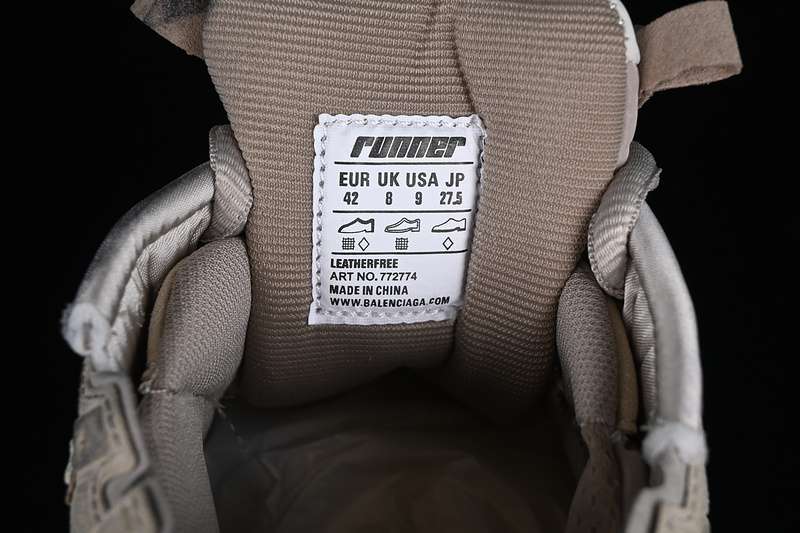 runner
EUR UK USA JP
42 8 9 27.5
LEATHERFREE
ART NO. 772774
MADE IN CHINA
WWW.BALENCIAGA.COM